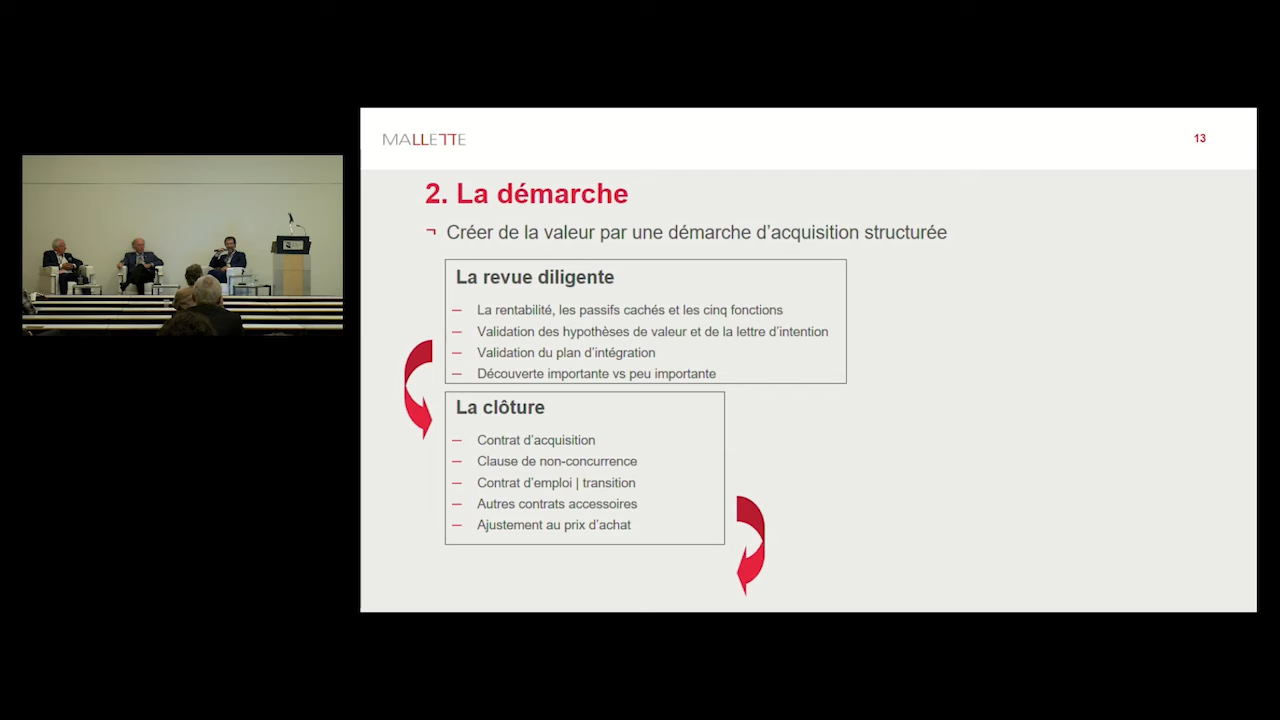 MALLETTE
13
2. La démarche
¬ Créer de la valeur par une démarche d’acquisition structurée
La revue diligente
– La rentabilité, les passifs cachés et les cinq fonctions
– Validation des hypothèses de valeur et de la lettre d’intention
– Validation du plan d’intégration
– Découverte importante vs peu importante
La clôture
– Contrat d’acquisition
– Clause de non-concurrence
– Contrat d’emploi | transition
– Autres contrats accessoires
– Ajustement au prix d’achat